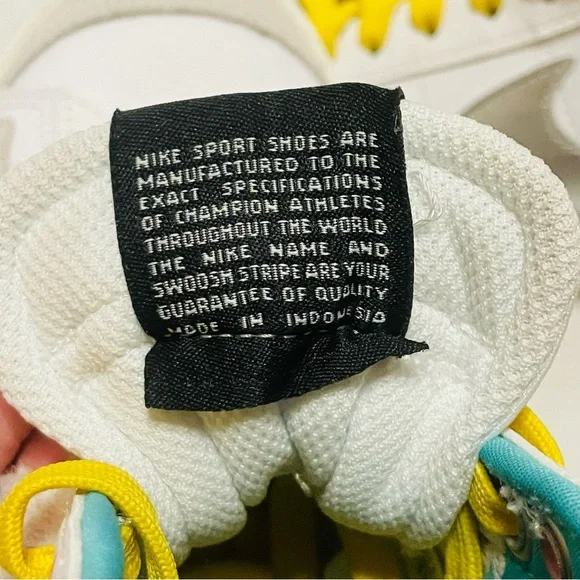 NIKE SPORT SHOES ARE
MANUFACTURED TO THE
EXACT SPECIFICATIONS
OF CHAMPION ATHLETES
THROUGHOUT THE WORLD
THE NIKE NAME AND
SWOOSH STRIPE ARE YOUR
GUARANTEE OF QUALITY
MADE IN INDONESIA